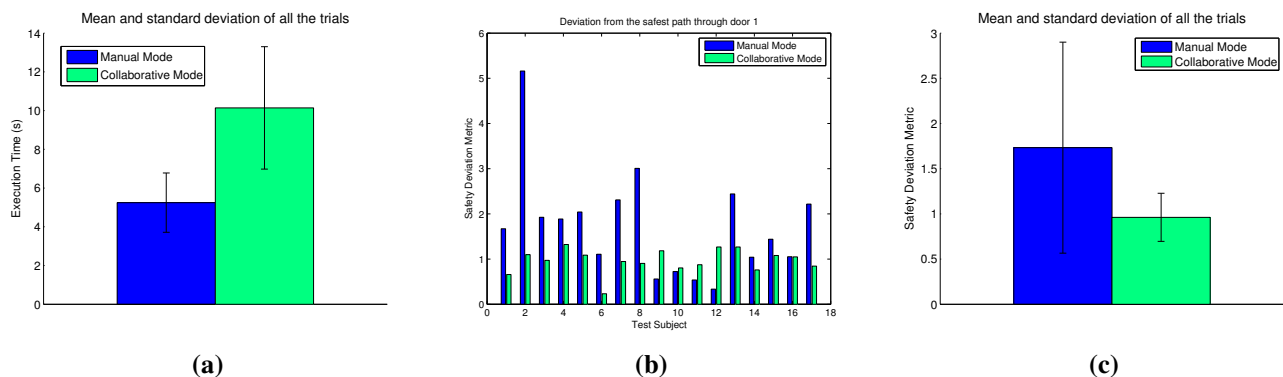 Mean and standard deviation of all the trials
14
12
10
8
6
4
2
0
Execution Time (s)
Manual Mode
Collaborative Mode
(a)
Deviation from the safest path through door 1
6
5
4
3
2
1
0
Safety Deviation Metric
Manual Mode
Collaborative Mode
0 2 4 6 8 10 12 14 16 18
Test Subject
(b)
Mean and standard deviation of all the trials
3
2.5
2
1.5
1
0.5
0
Safety Deviation Metric
Manual Mode
Collaborative Mode
(c)